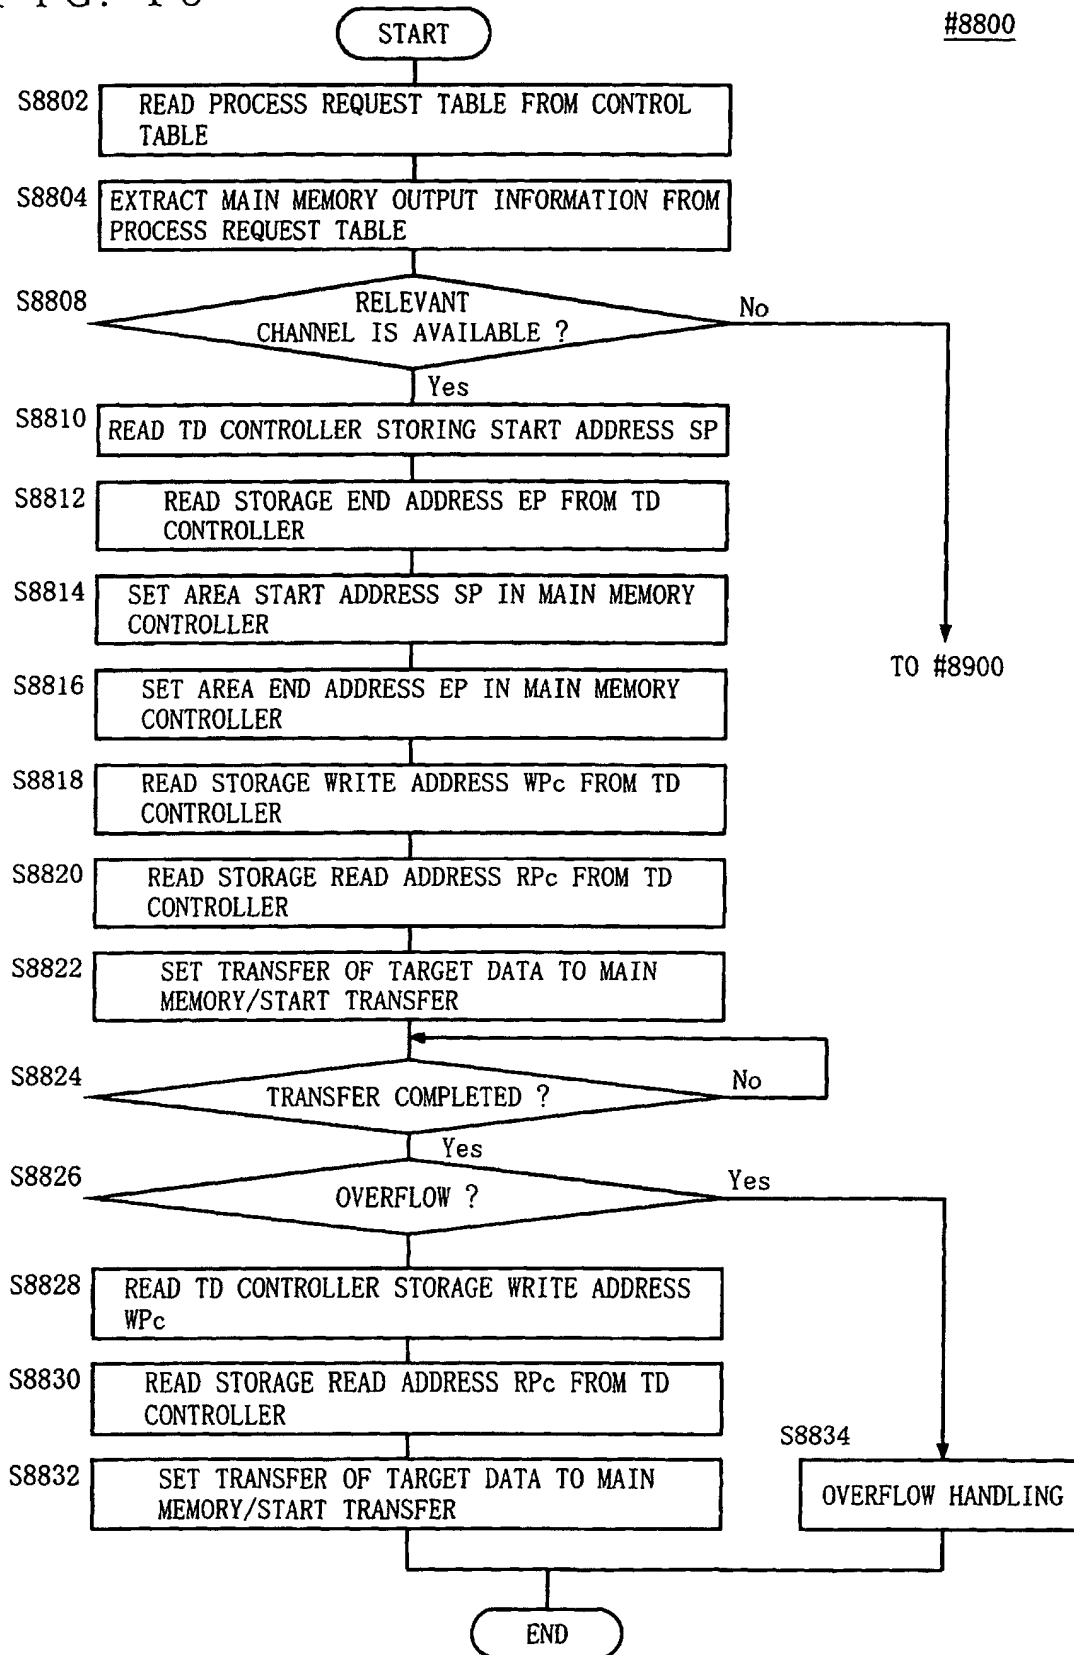 #8800
START
S8802
READ PROCESS REQUEST TABLE FROM CONTROL
TABLE
S8804
EXTRACT MAIN MEMORY OUTPUT INFORMATION FROM
PROCESS REQUEST TABLE
S8808
RELEVANT
CHANNEL IS AVAILABLE ?
No
Yes
S8810
READ TD CONTROLLER STORING START ADDRESS SP
S8812
READ STORAGE END ADDRESS EP FROM TD
CONTROLLER
S8814
SET AREA START ADDRESS SP IN MAIN MEMORY
CONTROLLER
TO #8900
S8816
SET AREA END ADDRESS EP IN MAIN MEMORY
CONTROLLER
S8818
READ STORAGE WRITE ADDRESS WPc FROM TD
CONTROLLER
S8820
READ STORAGE READ ADDRESS RPc FROM TD
CONTROLLER
S8822
SET TRANSFER OF TARGET DATA TO MAIN
MEMORY/START TRANSFER
S8824
TRANSFER COMPLETED ?
No
Yes
S8826
OVERFLOW ?
Yes
S8828
READ TD CONTROLLER STORAGE WRITE ADDRESS
WPc
S8830
READ STORAGE READ ADDRESS RPc FROM TD
CONTROLLER
S8832
SET TRANSFER OF TARGET DATA TO MAIN
MEMORY/START TRANSFER
S8834
OVERFLOW HANDLING
END